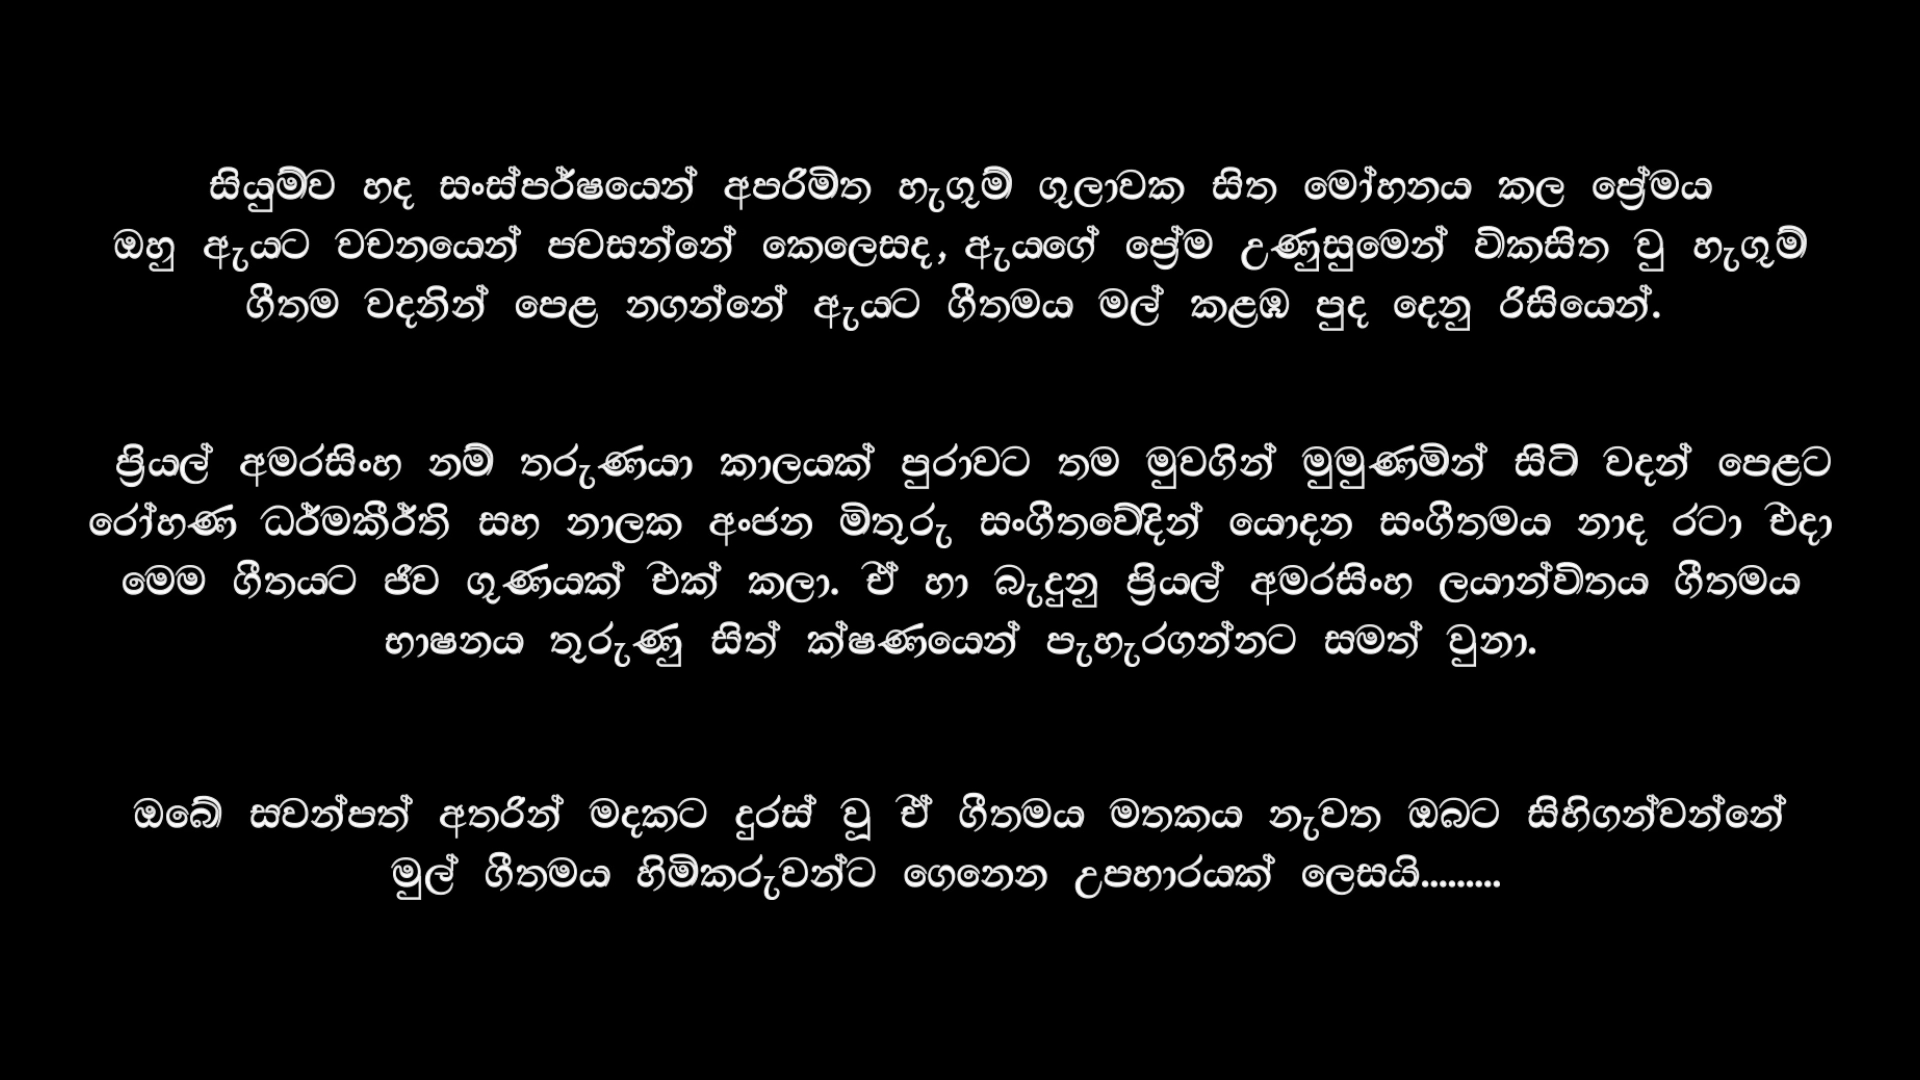 සියුම්ව හද සංස්පර්ෂයෙන් අපරිමිත හැගුම් ගුලාවක සිත මෝහනය කල ප්‍රේමය
ඔහු ඇයට වචනයෙන් පවසන්නේ කෙලෙසද, ඇයගේ ප්‍රේම උණුසුමෙන් විකසිත වු හැගුම්
ගීතම වදනින් පෙළ නගන්නේ ඇයට ගීතමය මල් කළඹ පුද දෙනු රිසියෙන්.
ප්‍රියල් අමරසිංහ නම් තරුණයා කාලයක් පුරාවට තම මුවගින් මුමුණමින් සිටි වදන් පෙළට
රෝහණ ධර්මකීර්ති සහ නාලක අංජන මිතුරු සංගීතවේදින් යොදන සංගීතමය නාද රටා එදා
මෙම ගීතයට ජීව ගුණයක් එක් කලා. ඒ හා බැදුනු ප්‍රියල් අමරසිංහ ලයාන්විතය ගීතමය
භාෂනය තුරුණු සිත් ක්ෂණයෙන් පැහැරගන්නට සමත් වුනා.
ඔබේ සවන්පත් අතරින් මදකට දුරස් වූ ඒ ගීතමය මතකය නැවත ඔබට සිහිගන්වන්නේ
මුල් ගීතමය හිමිකරුවන්ට ගෙනෙන උපහාරයක් ලෙසයි.........